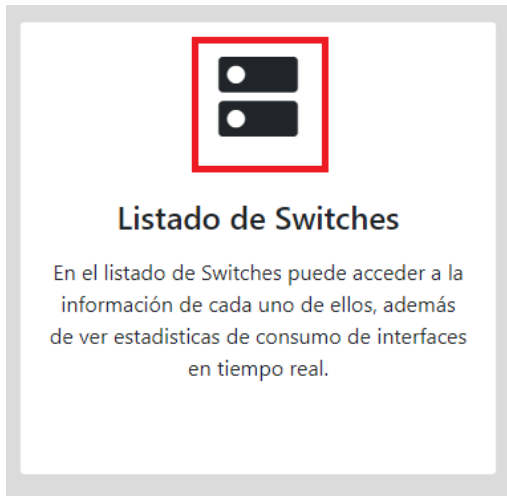 Listado de Switches
En el listado de Switches puede acceder a la
información de cada uno de ellos, además
de ver estadisticas de consumo de interfaces
en tiempo real.